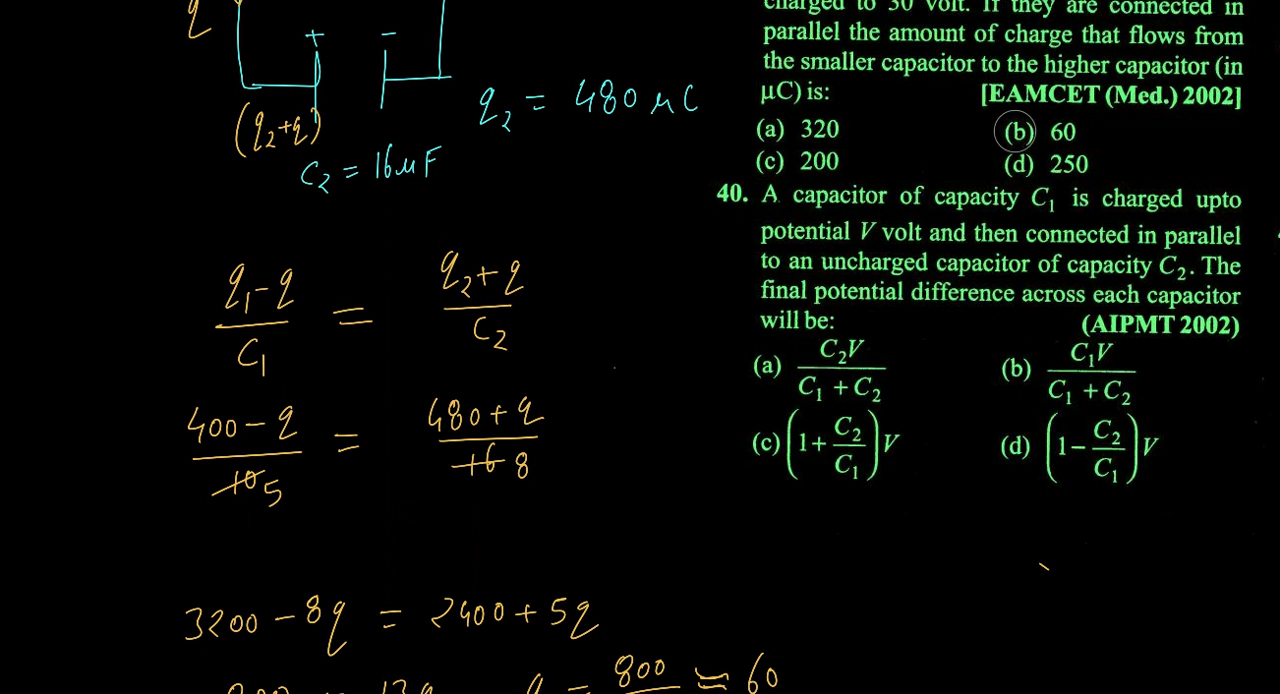 q
+ −
(q₂+q)
q₂ = 480 μC
C₂ = 16μF
q₁−q / C₁ = q₂+q / C₂
400−q / 10 5 = 480+q / 16 8
3200 − 8q = 2400 + 5q
800 = 13q q = 800 ≃ 60
charged to 30 volt. If they are connected in
parallel the amount of charge that flows from
the smaller capacitor to the higher capacitor (in
μC) is: [EAMCET (Med.) 2002]
(a) 320 (b) 60
(c) 200 (d) 250
40. A capacitor of capacity C₁ is charged upto
potential V volt and then connected in parallel
to an uncharged capacitor of capacity C₂. The
final potential difference across each capacitor
will be: (AIPMT 2002)
(a) C₂V / C₁ + C₂ (b) C₁V / C₁ + C₂
(c) (1+ C₂ / C₁) V (d) (1− C₂ / C₁) V